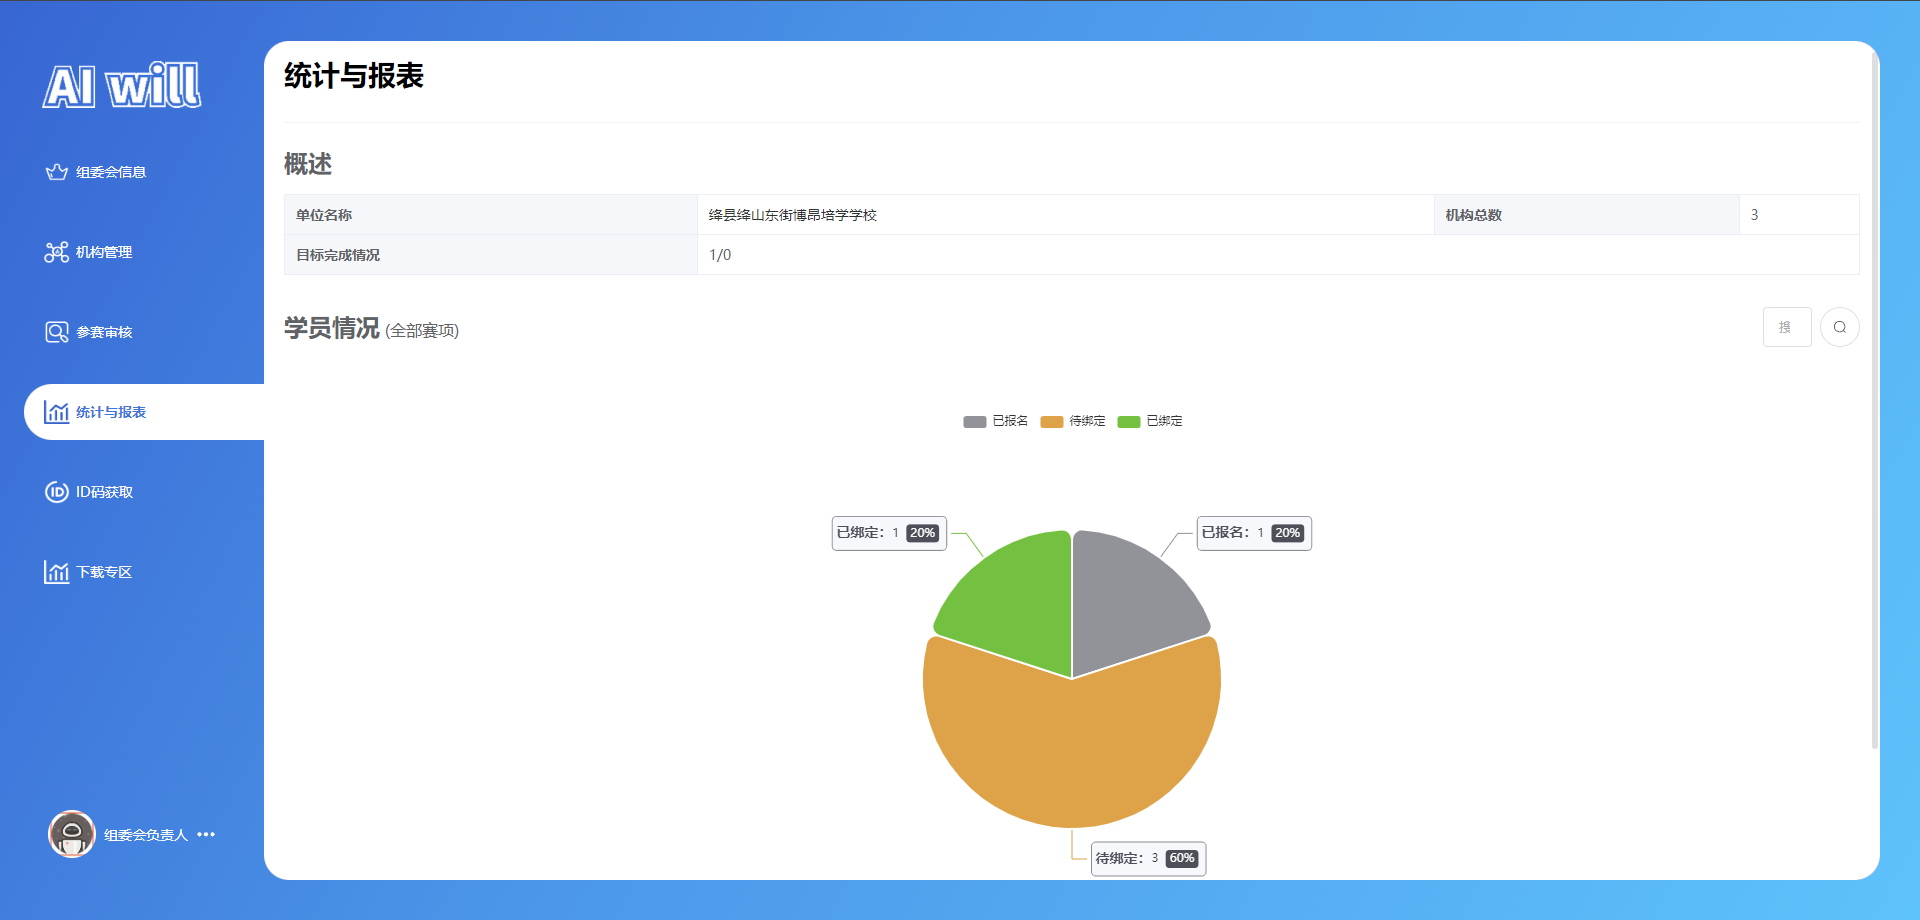 AI will
组委会信息
机构管理
参赛审核
统计与报表
ID码获取
下载专区
组委会负责人
统计与报表
概述
单位名称 绛县绛山东街博昂培学学校 机构总数 3
目标完成情况 1/0
学员情况 (全部赛项)
搜
已报名 待绑定 已绑定
已绑定: 1 20%
已报名: 1 20%
待绑定: 3 60%